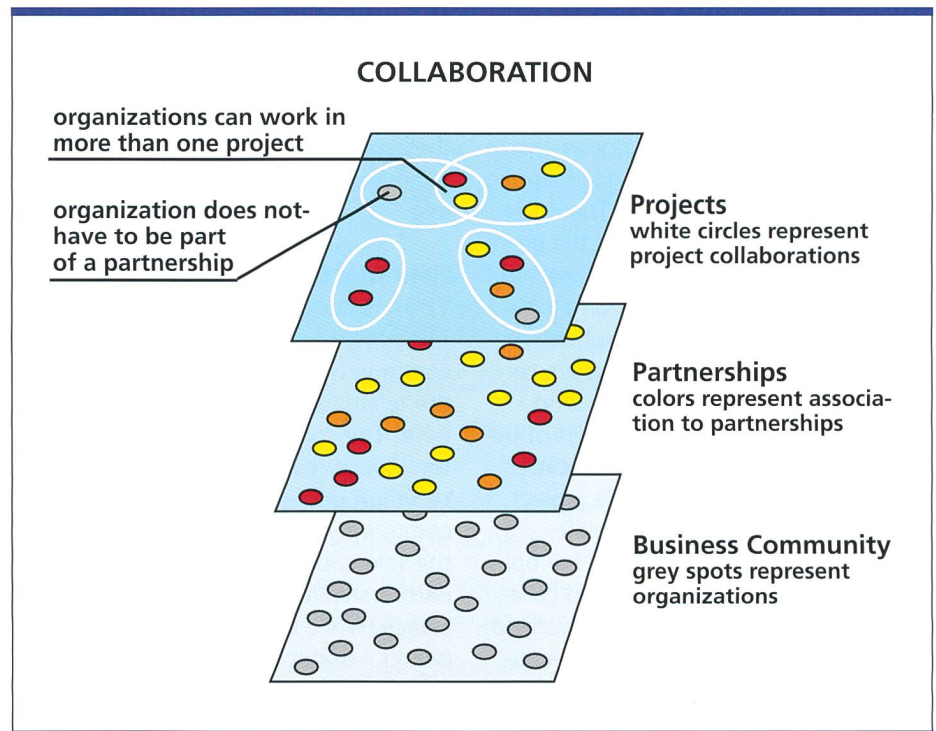 COLLABORATION
organizations can work in
more than one project
organization does not-
have to be part
of a partnership
Projects
white circles represent
project collaborations
Partnerships
colors represent associa-
tion to partnerships
Business Community
grey spots represent
organizations